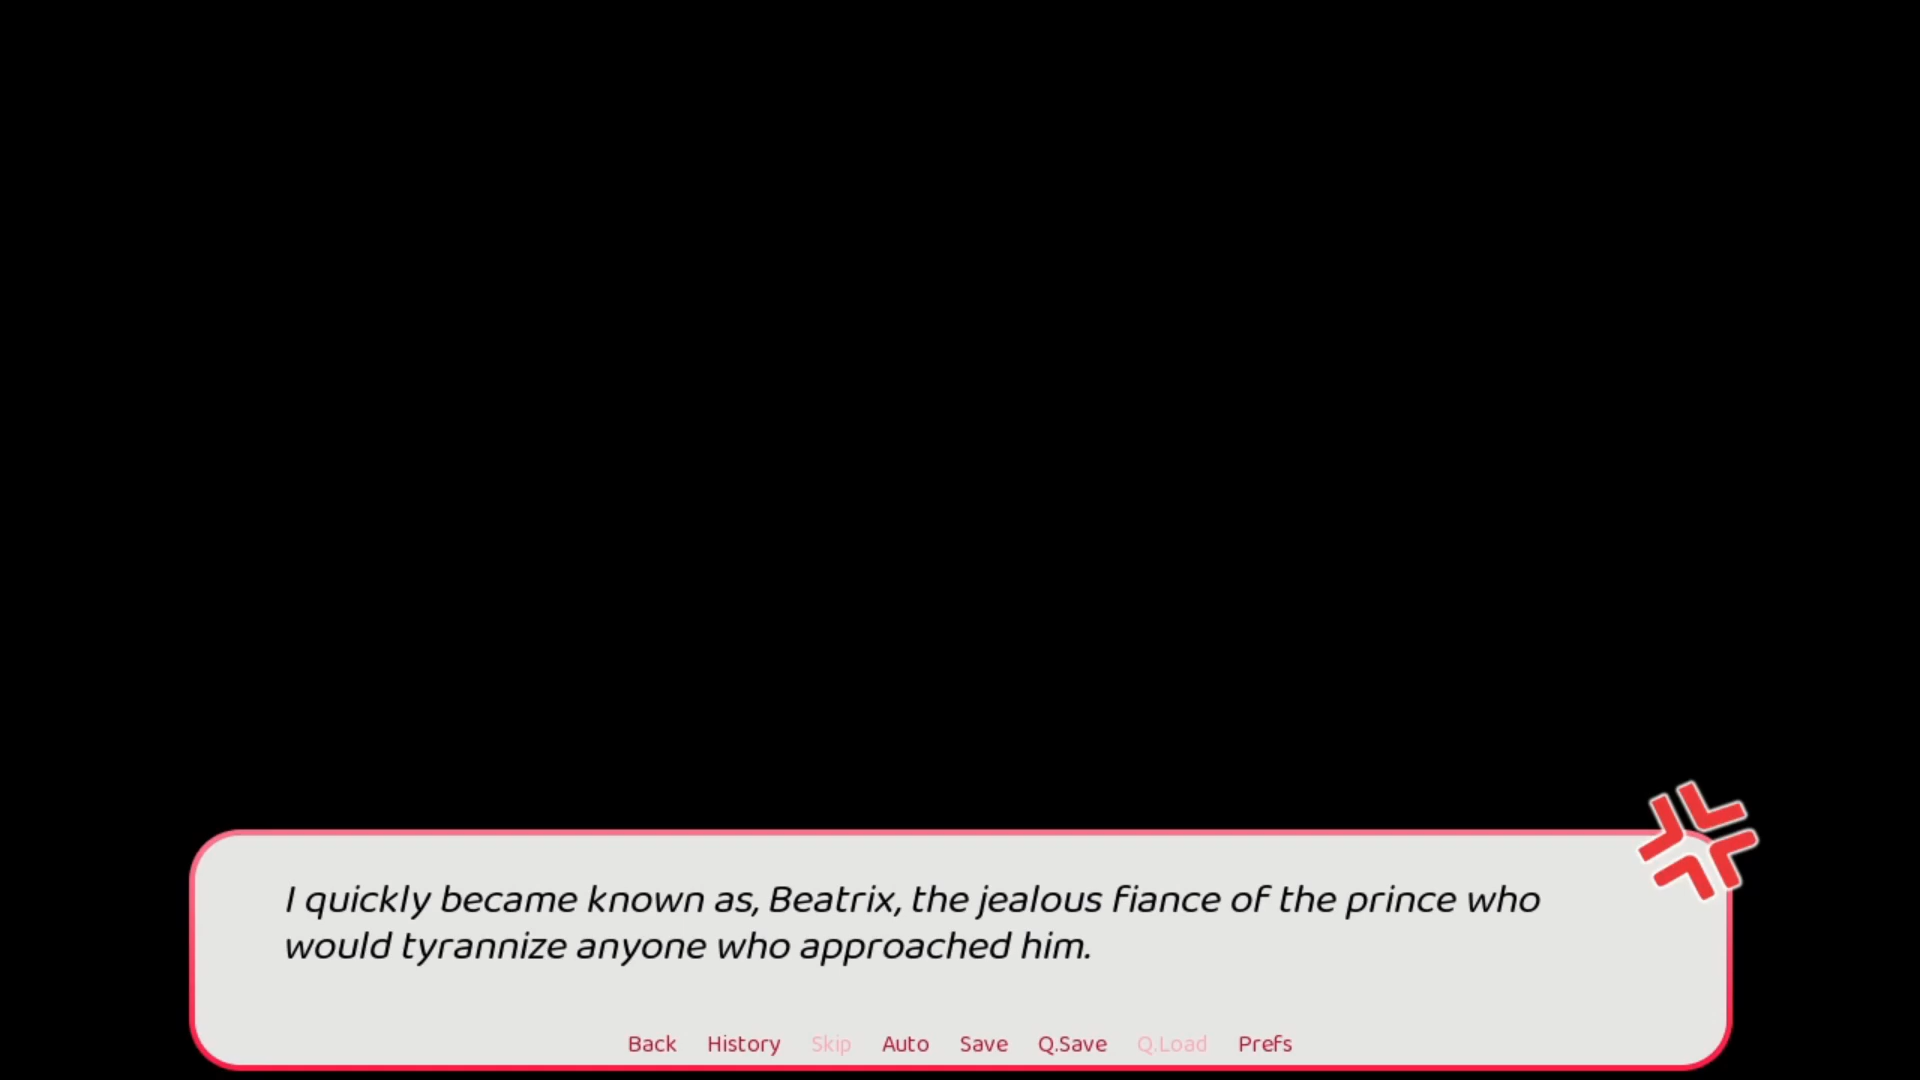 I quickly became known as, Beatrix, the jealous fiance of the prince who
would tyrannize anyone who approached him.
Back History Skip Auto Save Q.Save Q.Load Prefs